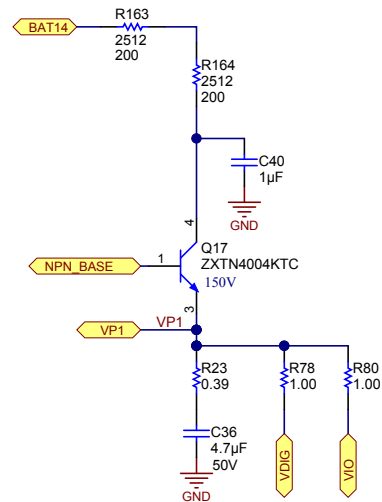 R163
BAT14
2512
200
R164
2512
200
C40
1µF
GND
4
Q17
ZXTN4004KTC
150V
1
NPN_BASE
3
VP1
VP1
R23
0.39
R78
1.00
R80
1.00
C36
4.7µF
50V
GND
VDIG
VIO